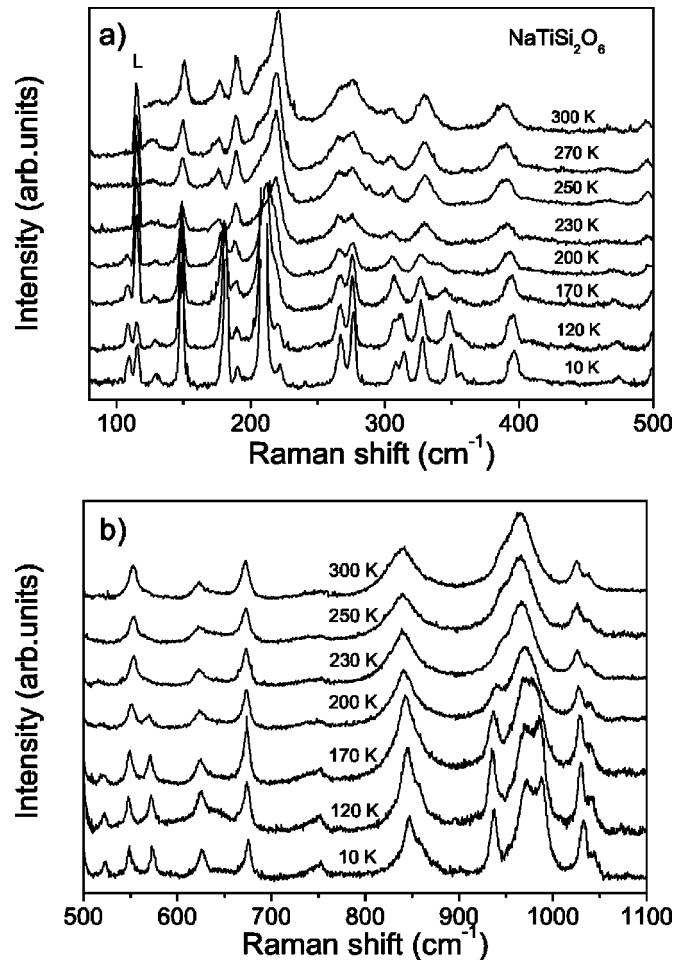 a)
L
NaTiSi₂O₆
300 K
270 K
250 K
230 K
200 K
170 K
120 K
10 K
Intensity (arb.units)
100 200 300 400 500
Raman shift (cm⁻¹)
b)
300 K
250 K
230 K
200 K
170 K
120 K
10 K
Intensity (arb.units)
500 600 700 800 900 1000 1100
Raman shift (cm⁻¹)